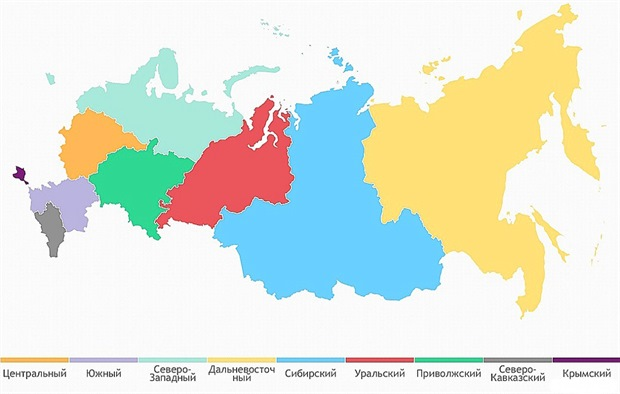 Центральный
Южный
Северо-
Западный
Дальневосточ
ный
Сибирский
Уральский
Приволжский
Северо-
Кавказский
Крымский